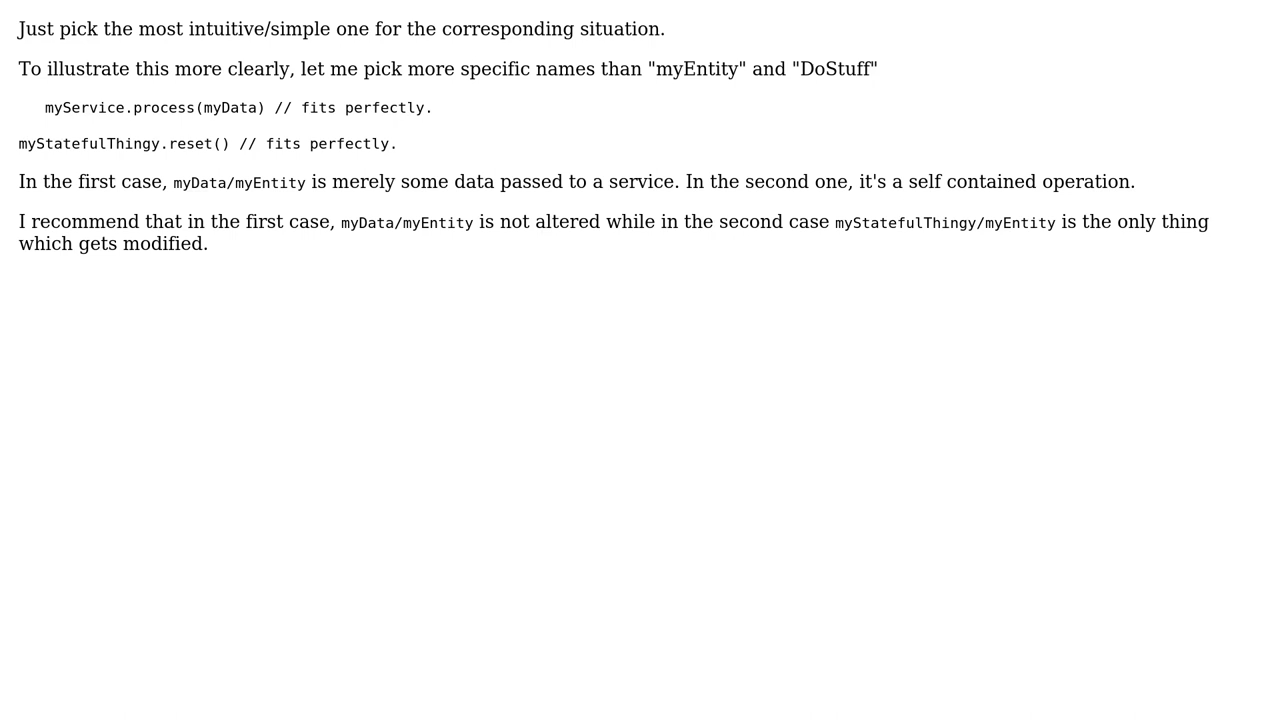 Just pick the most intuitive/simple one for the corresponding situation.
To illustrate this more clearly, let me pick more specific names than "myEntity" and "DoStuff"
myService.process(myData) // fits perfectly.
myStatefulThingy.reset() // fits perfectly.
In the first case, myData/myEntity is merely some data passed to a service. In the second one, it's a self contained operation.
I recommend that in the first case, myData/myEntity is not altered while in the second case myStatefulThingy/myEntity is the only thing
which gets modified.